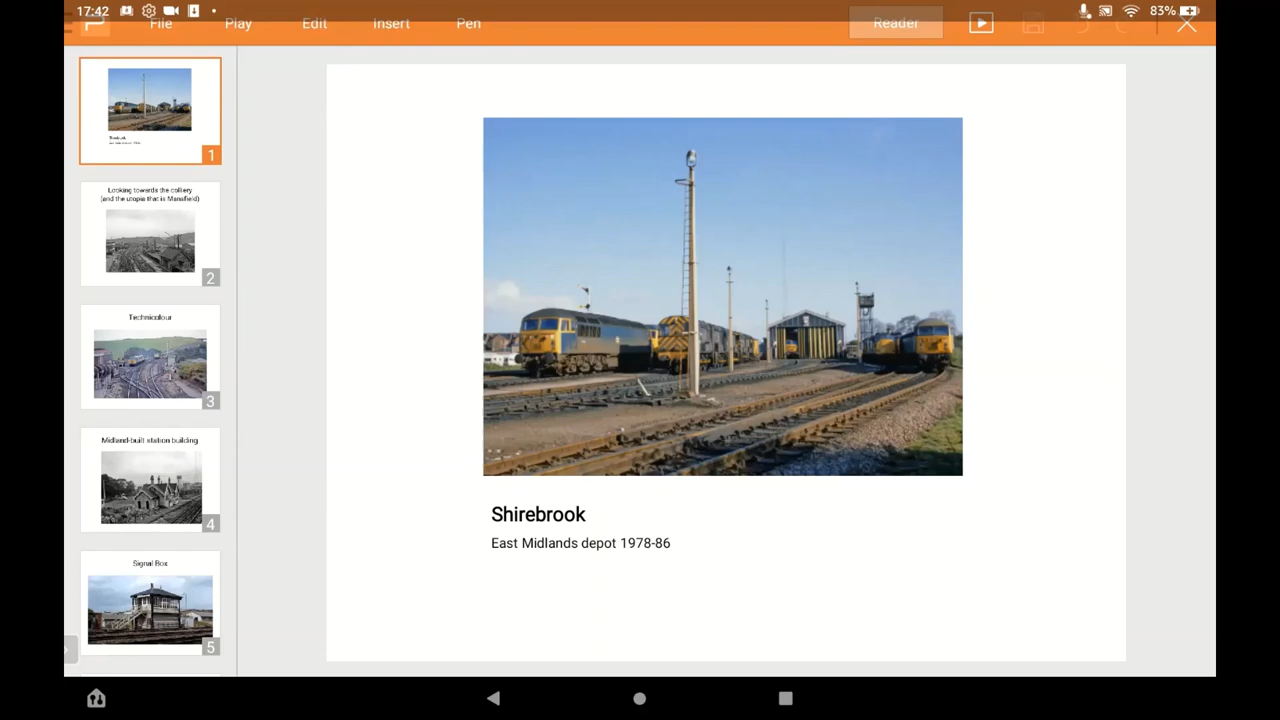 17:42
83%
File Play Edit Insert Pen Reader
1
Looking towards the colliery
(and the utopia that is Mansfield)
2
Technicolour
3
Midland-built station building
4
Signal Box
5
Shirebrook
East Midlands depot 1978-86